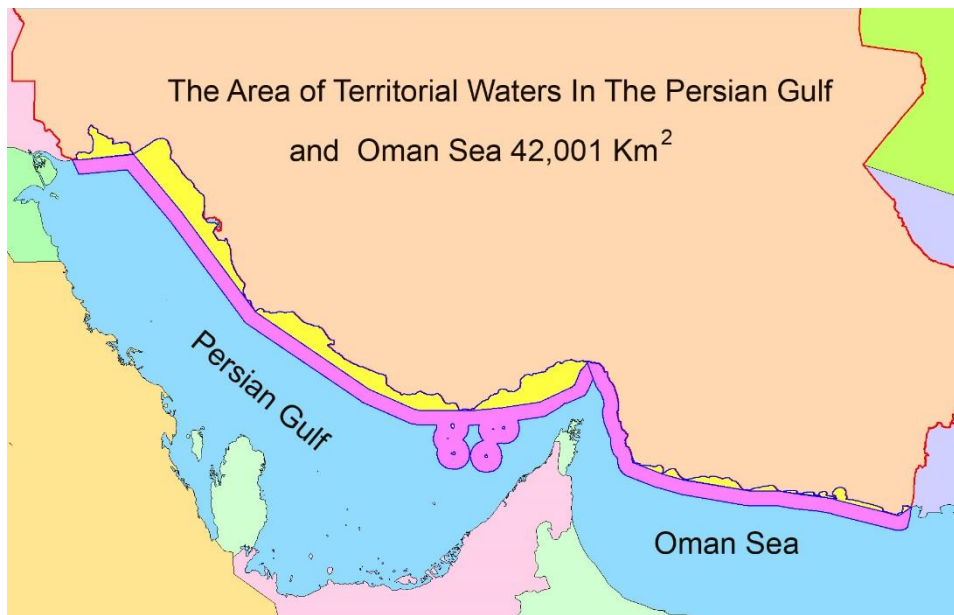 The Area of Territorial Waters In The Persian Gulf
and Oman Sea 42,001 Km²
Persian Gulf
Oman Sea